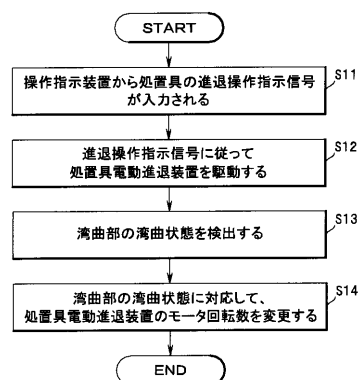 START
S11
操作指示装置から処置具の進退操作指示信号
が入力される
S12
進退操作指示信号に従って
処置具電動進退装置を駆動する
S13
湾曲部の湾曲状態を検出する
S14
湾曲部の湾曲状態に対応して、
処置具電動進退装置のモータ回転数を変更する
END